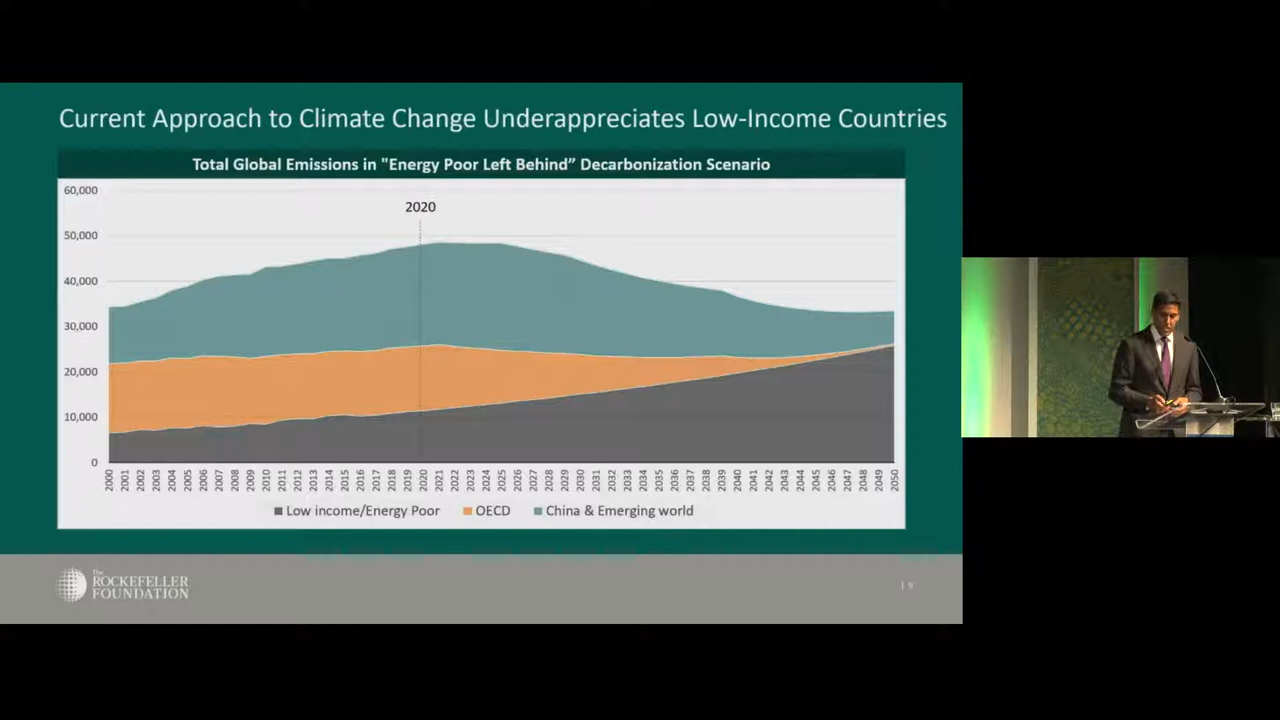 Current Approach to Climate Change Underappreciates Low-Income Countries
Total Global Emissions in "Energy Poor Left Behind” Decarbonization Scenario
60,000
50,000
40,000
30,000
20,000
10,000
0
2020
2000 2001 2002 2003 2004 2005 2006 2007 2008 2009 2010 2011 2012 2013 2014 2015 2016 2017 2018 2019 2020 2021 2022 2023 2024 2025 2026 2027 2028 2029 2030 2031 2032 2033 2034 2035 2036 2037 2038 2039 2040 2041 2042 2043 2044 2045 2046 2047 2048 2049 2050
Low income/Energy Poor OECD China & Emerging world
The
ROCKEFELLER
FOUNDATION
| 9